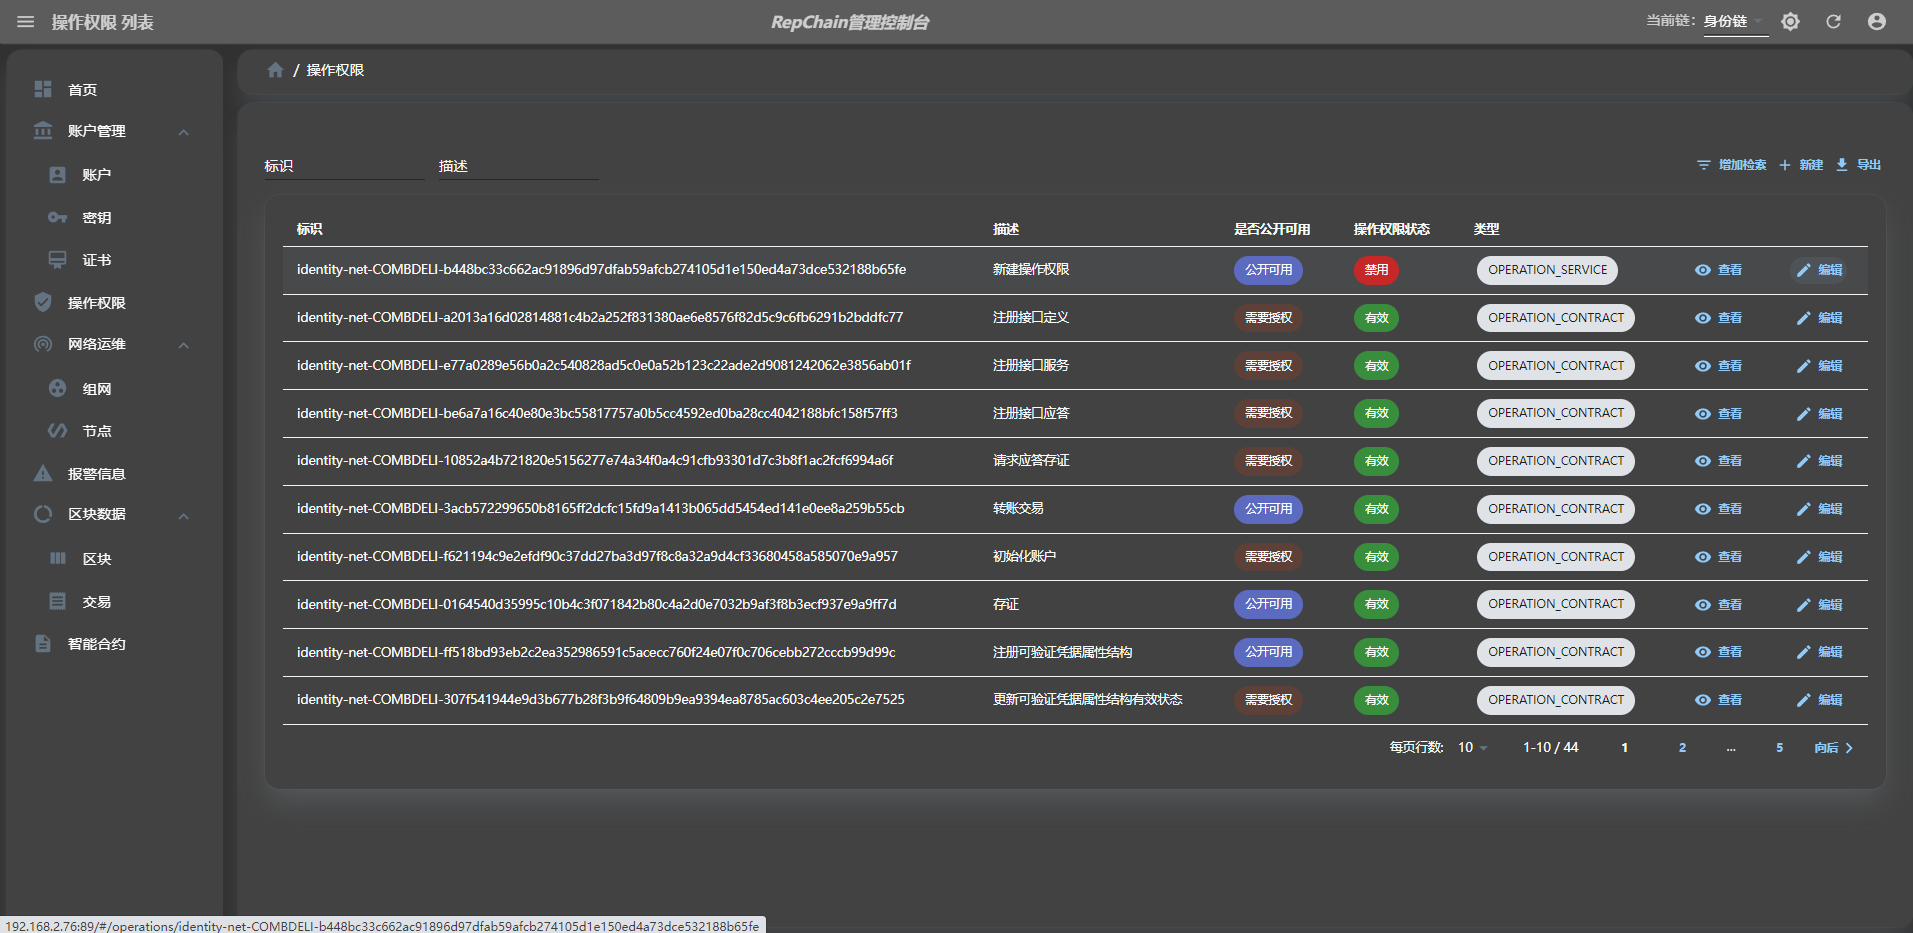 操作权限 列表
RepChain管理控制台
当前链: 身份链
首页
账户管理
账户
密钥
证书
操作权限
网络运维
组网
节点
报警信息
区块数据
区块
交易
智能合约
/ 操作权限
标识 描述
增加检索 新建 导出
标识 描述 是否公开可用 操作权限状态 类型
identity-net-COMBDELI-b448bc33c662ac91896d97dfab59afcb274105d1e150ed4a73dce532188b65fe 新建操作权限 公开可用 禁用 OPERATION_SERVICE 查看 编辑
identity-net-COMBDELI-a2013a16d02814881c4b2a252f831380ae6e8576f82d5c9c6fb6291b2bddfc77 注册接口定义 需要授权 有效 OPERATION_CONTRACT 查看 编辑
identity-net-COMBDELI-e77a0289e56b0a2c540828ad5c0e0a52b123c22ade2d9081242062e3856ab01f 注册接口服务 需要授权 有效 OPERATION_CONTRACT 查看 编辑
identity-net-COMBDELI-be6a7a16c40e80e3bc55817757a0b5cc4592ed0ba28cc4042188bfc158f57ff3 注册接口应答 需要授权 有效 OPERATION_CONTRACT 查看 编辑
identity-net-COMBDELI-10852a4b721820e5156277e74a34f0a4c91cfb93301d7c3b8f1ac2fcf6994a6f 请求应答存证 需要授权 有效 OPERATION_CONTRACT 查看 编辑
identity-net-COMBDELI-3acb572299650b8165ff2dcfc15fd9a1413b065dd5454ed141e0ee8a259b55cb 转账交易 公开可用 有效 OPERATION_CONTRACT 查看 编辑
identity-net-COMBDELI-f621194c9e2efdf90c37dd27ba3d97f8c8a32a9d4cf33680458a585070e9a957 初始化账户 需要授权 有效 OPERATION_CONTRACT 查看 编辑
identity-net-COMBDELI-0164540d35995c10b4c3f071842b80c4a2d0e7032b9af3f8b3ecf937e9a9ff7d 存证 公开可用 有效 OPERATION_CONTRACT 查看 编辑
identity-net-COMBDELI-ff518bd93eb2c2ea352986591c5acecc760f24e07f0c706cebb272cccb99d99c 注册可验证凭据属性结构 公开可用 有效 OPERATION_CONTRACT 查看 编辑
identity-net-COMBDELI-307f541944e9d3b677b28f3b9f64809b9ea9394ea8785ac603c4ee205c2e7525 更新可验证凭据属性结构有效状态 需要授权 有效 OPERATION_CONTRACT 查看 编辑
每页行数: 10 1-10 / 44 1 2 ... 5 向后
192.168.2.76:89/#/operations/identity-net-COMBDELI-b448bc33c662ac91896d97dfab59afcb274105d1e150ed4a73dce532188b65fe